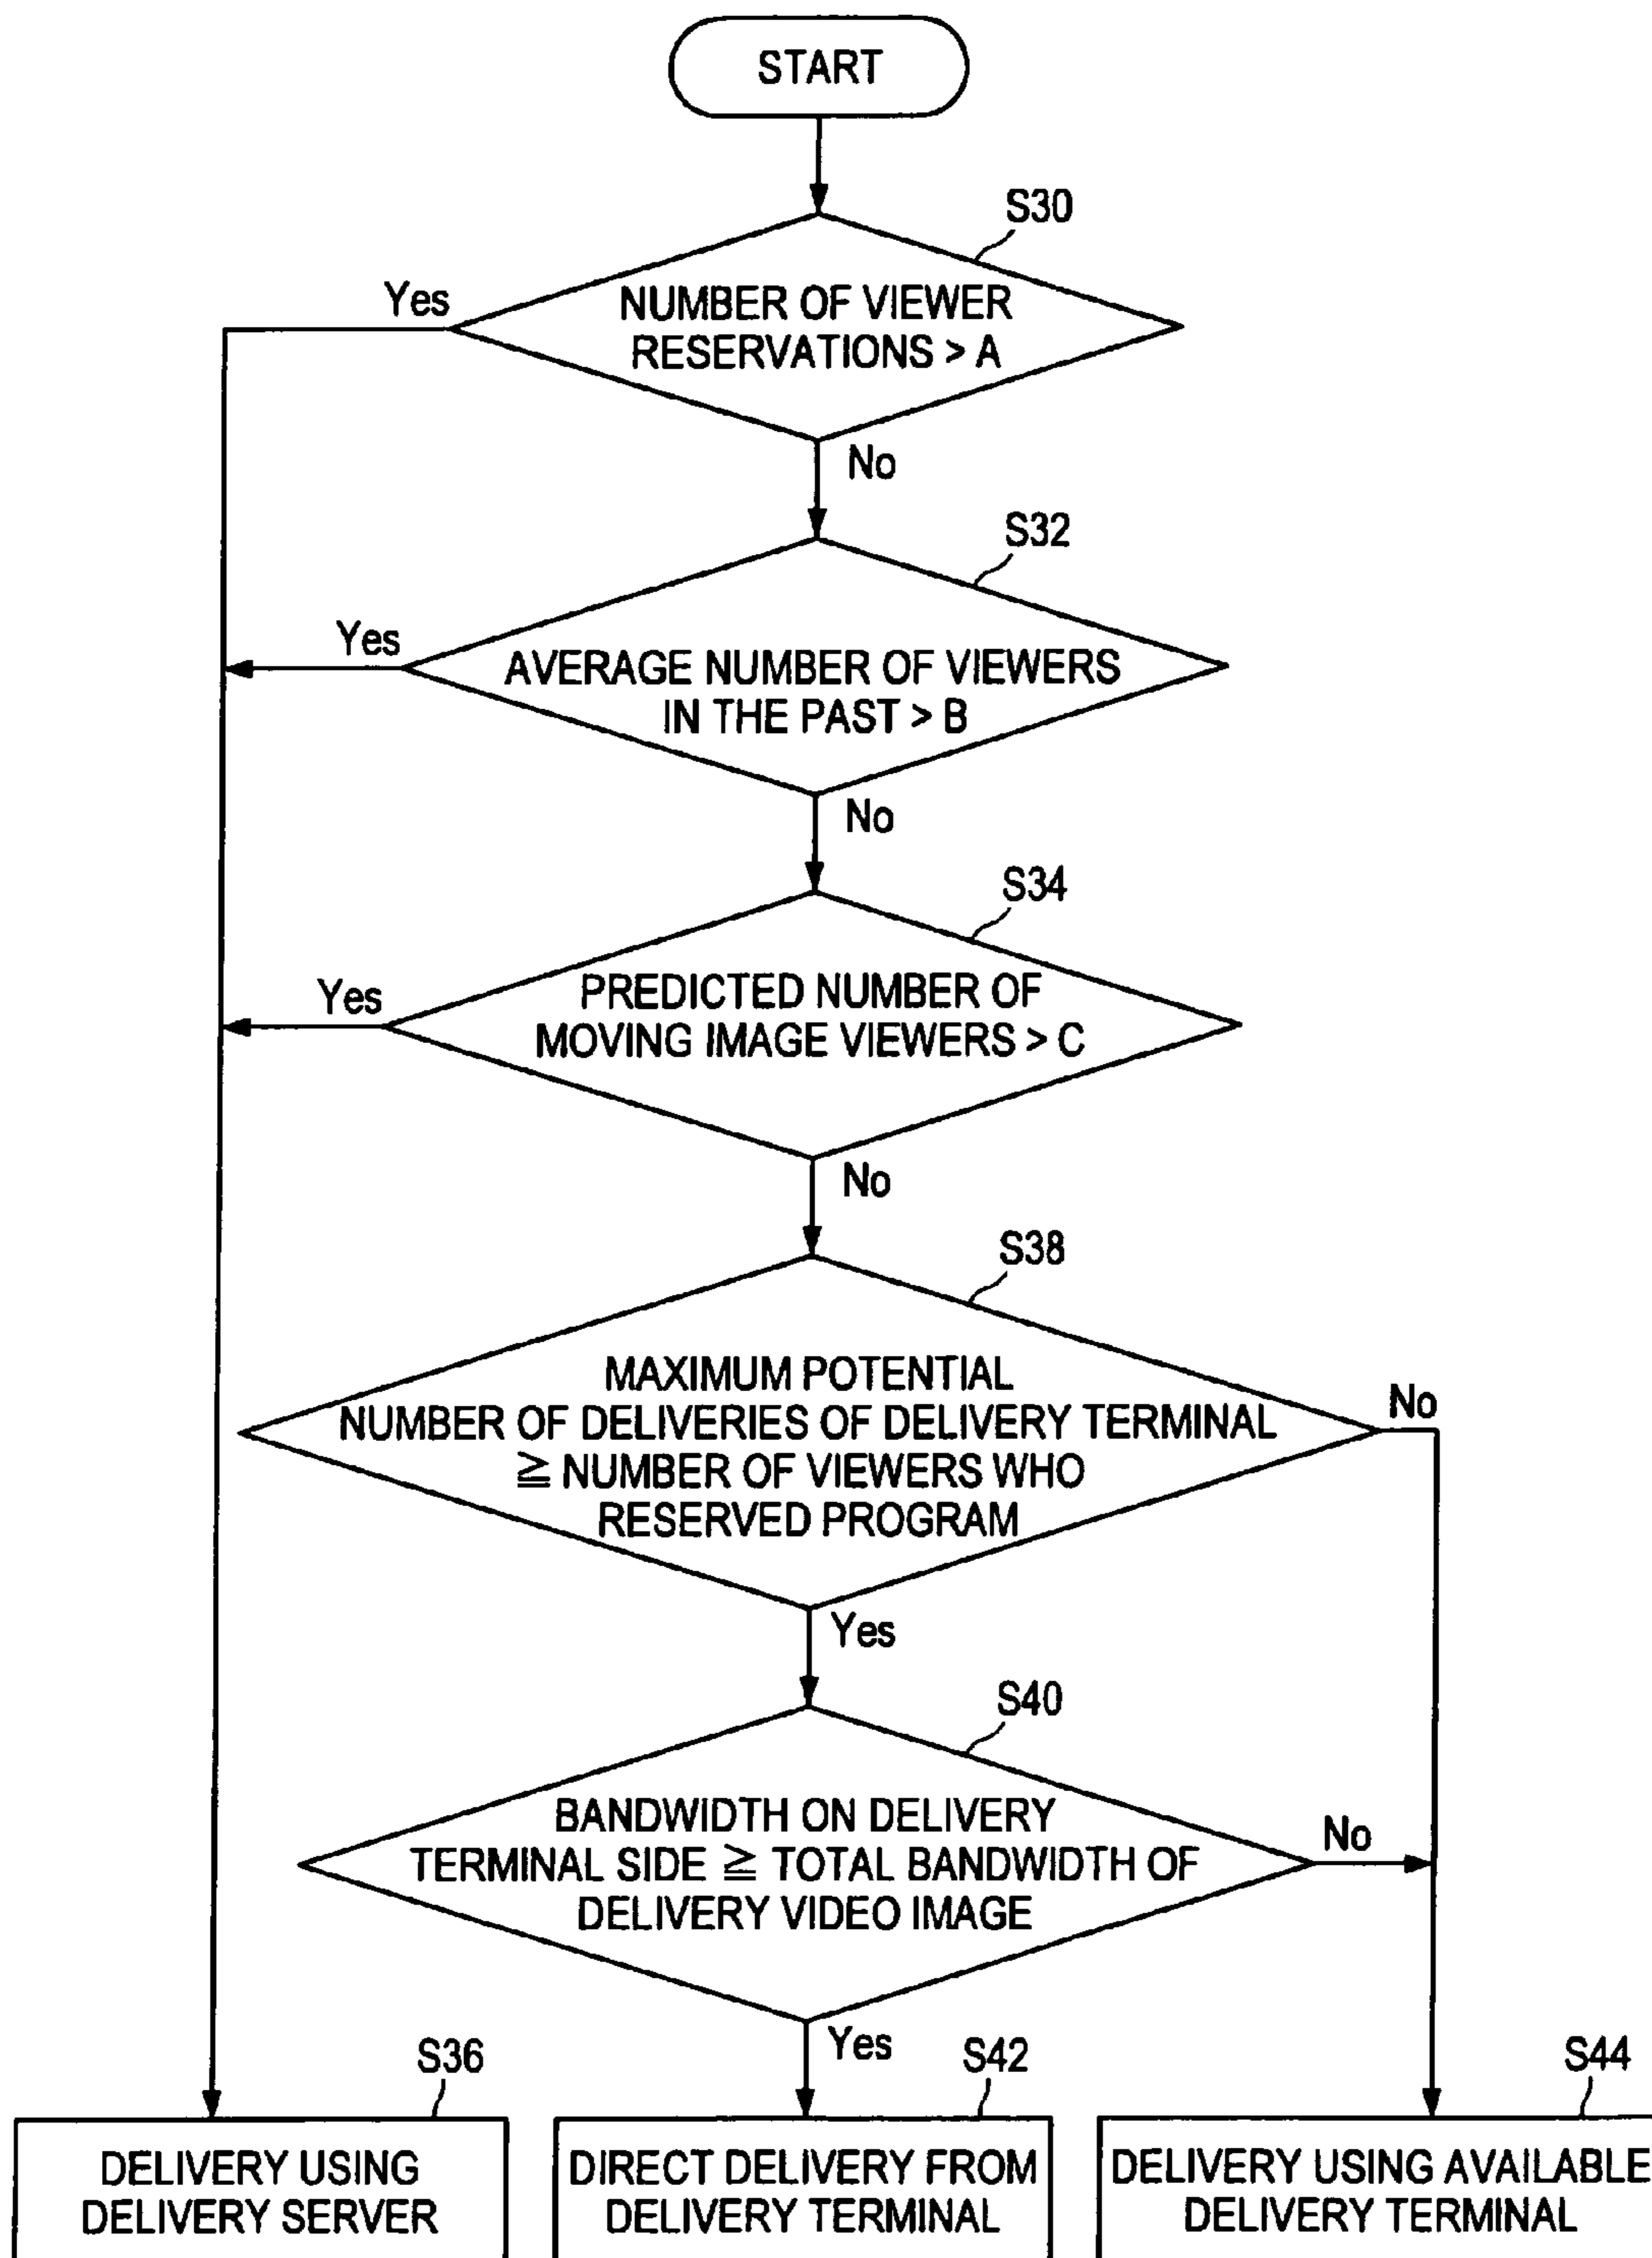 START
S30
Yes
NUMBER OF VIEWER
RESERVATIONS > A
No
S32
Yes
AVERAGE NUMBER OF VIEWERS
IN THE PAST > B
No
S34
Yes
PREDICTED NUMBER OF
MOVING IMAGE VIEWERS > C
No
S38
MAXIMUM POTENTIAL
NUMBER OF DELIVERIES OF DELIVERY TERMINAL
≧ NUMBER OF VIEWERS WHO
RESERVED PROGRAM
No
Yes
S40
BANDWIDTH ON DELIVERY
TERMINAL SIDE ≧ TOTAL BANDWIDTH OF
DELIVERY VIDEO IMAGE
No
Yes
S36
DELIVERY USING
DELIVERY SERVER
S42
DIRECT DELIVERY FROM
DELIVERY TERMINAL
S44
DELIVERY USING AVAILABLE
DELIVERY TERMINAL